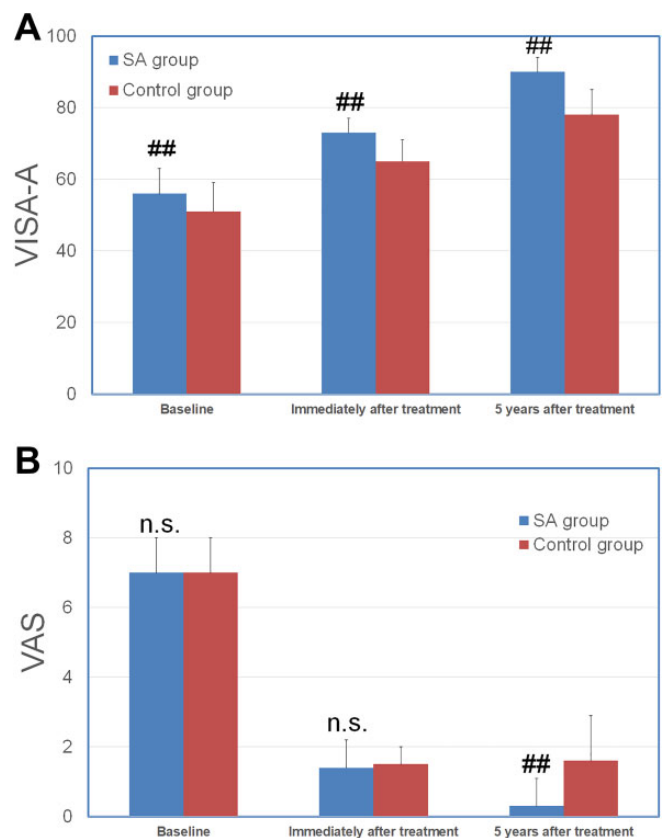 A
100
80
60
40
20
0
VISA-A
SA group
Control group
##
##
##
Baseline
Immediately after treatment
5 years after treatment
B
10
8
6
4
2
0
VAS
SA group
Control group
n.s.
n.s.
##
Baseline
Immediately after treatment
5 years after treatment